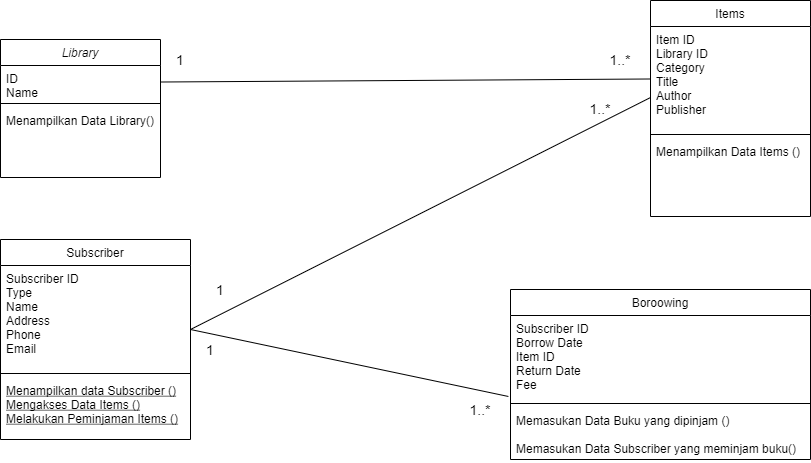 Library
ID
Name
Menampilkan Data Library()
1
1..*
Items
Item ID
Library ID
Category
Title
Author
Publisher
Menampilkan Data Items ()
1..*
Subscriber
Subscriber ID
Type
Name
Address
Phone
Email
Menampilkan data Subscriber ()
Mengakses Data Items ()
Melakukan Peminjaman Items ()
1
1
1..*
Boroowing
Subscriber ID
Borrow Date
Item ID
Return Date
Fee
Memasukan Data Buku yang dipinjam ()
Memasukan Data Subscriber yang meminjam buku()